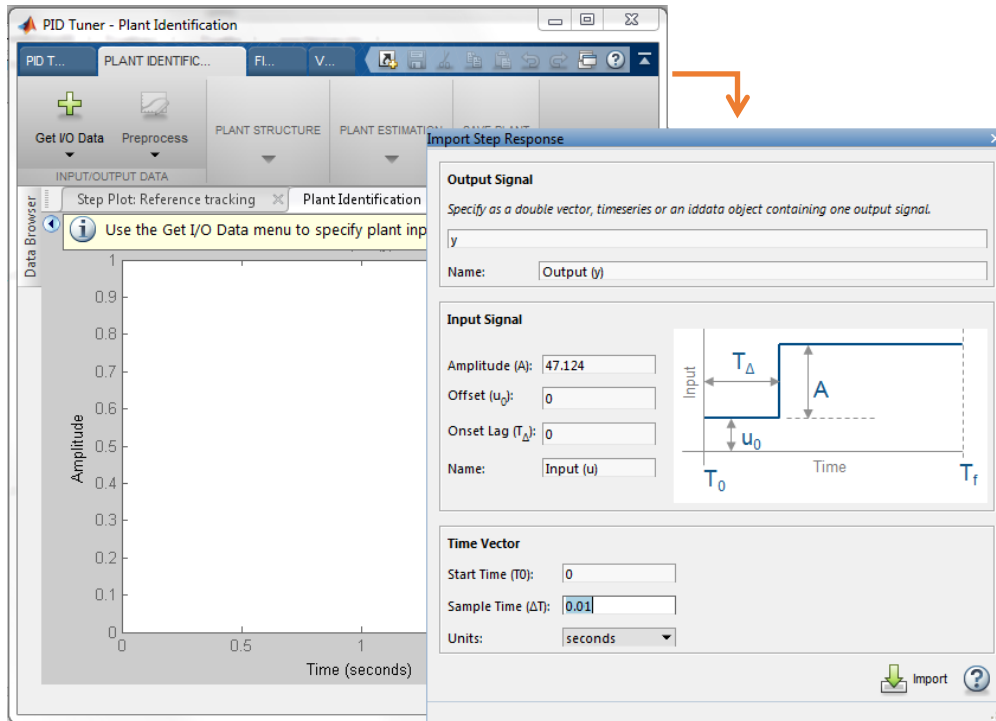 PID Tuner - Plant Identification
PID T... PLANT IDENTIFIC... FI... V...
Get I/O Data Preprocess
PLANT STRUCTURE PLANT ESTIMATION SAVE PLANT
INPUT/OUTPUT DATA
Data Browser
Step Plot: Reference tracking Plant Identification
Use the Get I/O Data menu to specify plant inp
1
0.9
0.8
0.7
0.6
0.5
0.4
0.3
0.2
0.1
0
Amplitude
0 0.5 1
Time (seconds)
Import Step Response
Output Signal
Specify as a double vector, timeseries or an iddata object containing one output signal.
y
Name: Output (y)
Input Signal
Amplitude (A): 47.124
Offset (u0): 0
Onset Lag (TΔ): 0
Name: Input (u)
Input
TΔ
A
u0
Time
T0 Tf
Time Vector
Start Time (T0): 0
Sample Time (ΔT): 0.01
Units: seconds
Import